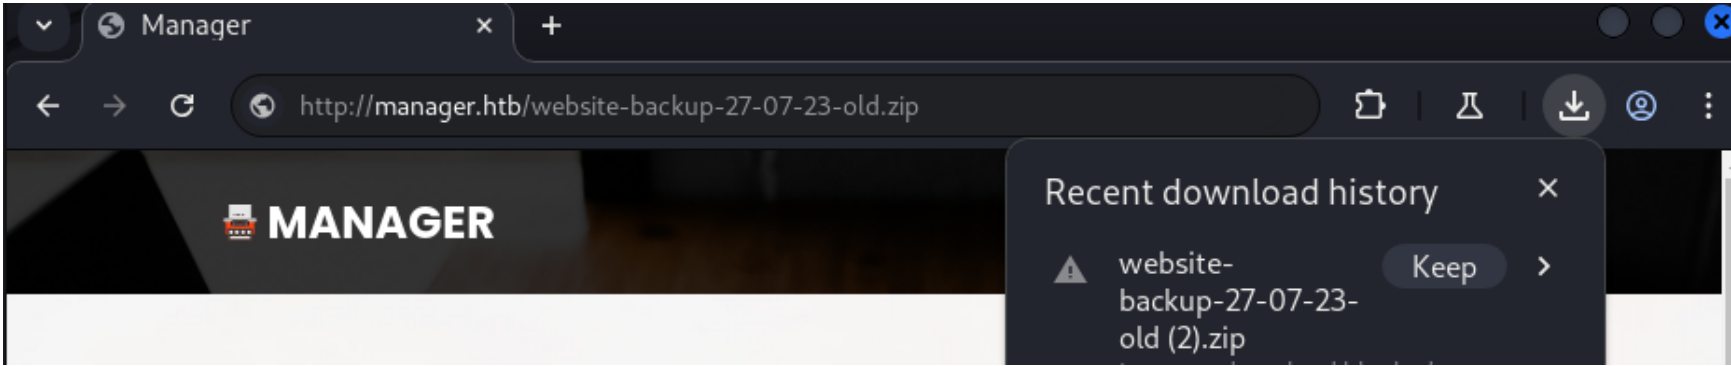 Manager
http://manager.htb/website-backup-27-07-23-old.zip
MANAGER
Recent download history
website-
Keep
backup-27-07-23-
old (2).zip